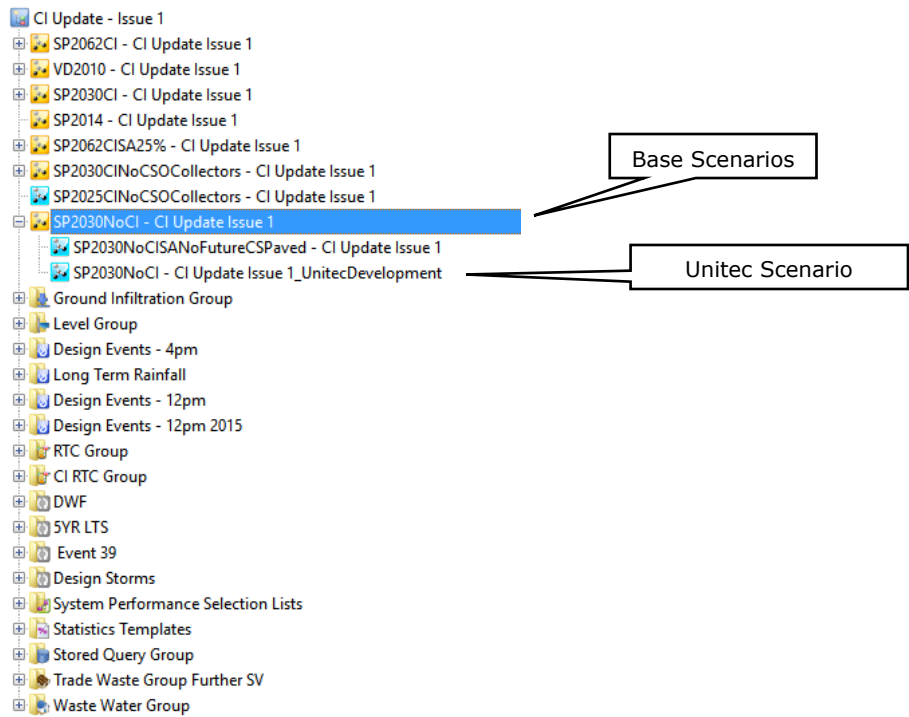 CI Update - Issue 1
SP2062CI - CI Update Issue 1
VD2010 - CI Update Issue 1
SP2030CI - CI Update Issue 1
SP2014 - CI Update Issue 1
SP2062CISA25% - CI Update Issue 1
Base Scenarios
SP2030CINoCSOCollectors - CI Update Issue 1
SP2025CINoCSOCollectors - CI Update Issue 1
SP2030NoCI - CI Update Issue 1
SP2030NoCISANoFutureCSPaved - CI Update Issue 1
SP2030NoCI - CI Update Issue 1_UnitecDevelopment
Unitec Scenario
Ground Infiltration Group
Level Group
Design Events - 4pm
Long Term Rainfall
Design Events - 12pm
Design Events - 12pm 2015
RTC Group
CI RTC Group
DWF
5YR LTS
Event 39
Design Storms
System Performance Selection Lists
Statistics Templates
Stored Query Group
Trade Waste Group Further SV
Waste Water Group